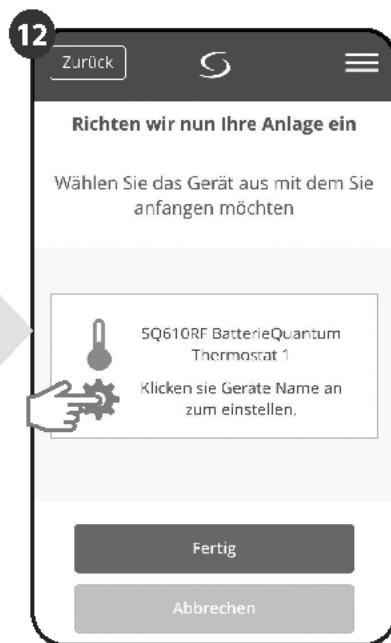 12
Zurück
Richten wir nun Ihre Anlage ein
Wählen Sie das Gerät aus mit dem Sie
anfangen möchten
SQ610RF BatterieQuantum
Thermostat 1
Klicken sie Geräte Name an
zum einstellen.
Fertig
Abbrechen